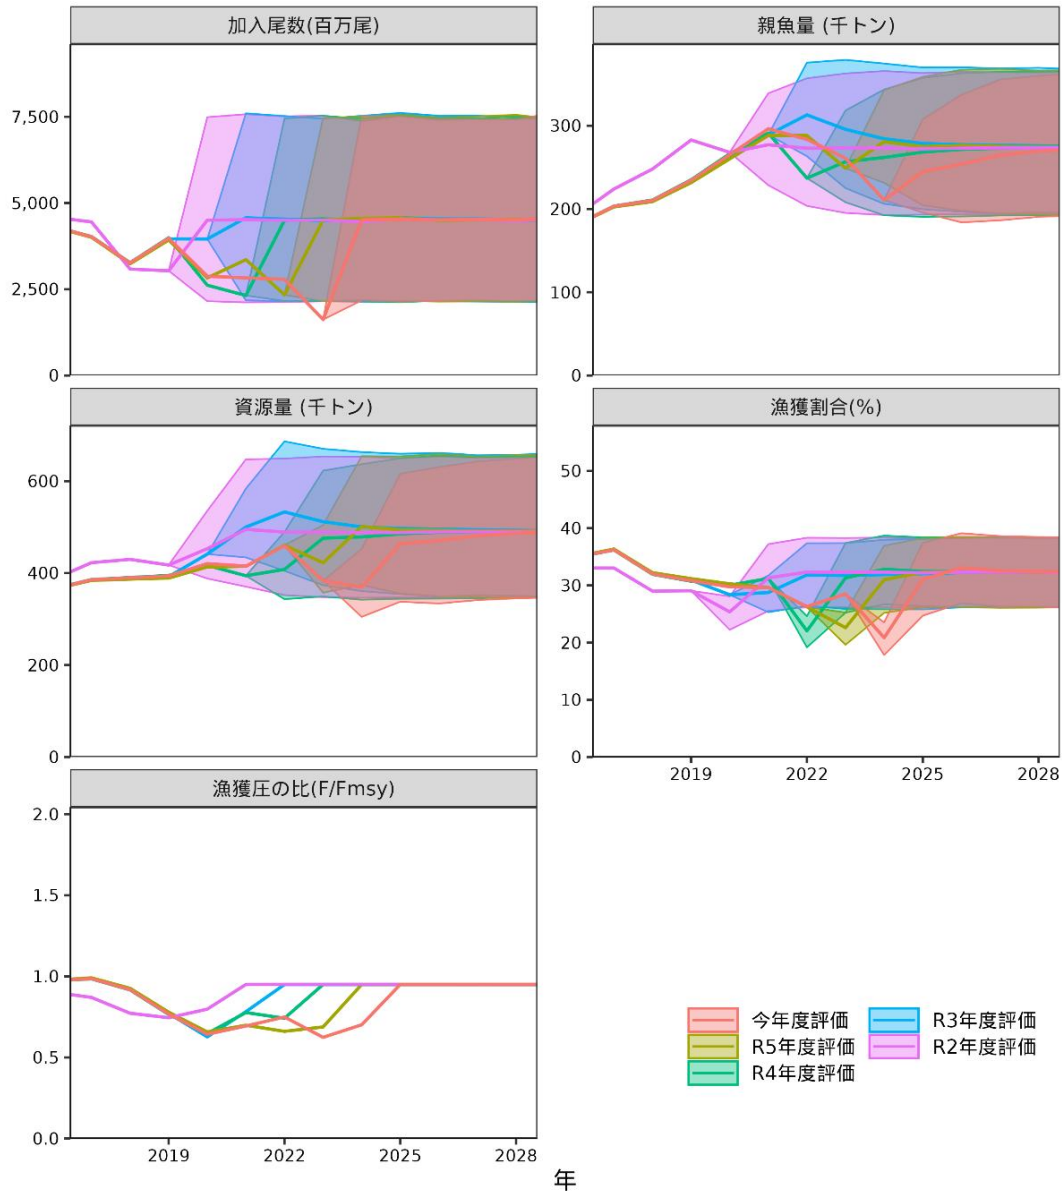 加入尾数(百万尾)
7,500
5,000
2,500
0
親魚量 (千トン)
300
200
100
0
資源量 (千トン)
600
400
200
0
漁獲割合(%)
50
40
30
20
10
0
2019 2022 2025 2028
漁獲圧の比(F/Fmsy)
2.0
1.5
1.0
0.5
0.0
2019 2022 2025 2028
今年度評価
R5年度評価
R4年度評価
R3年度評価
R2年度評価
年